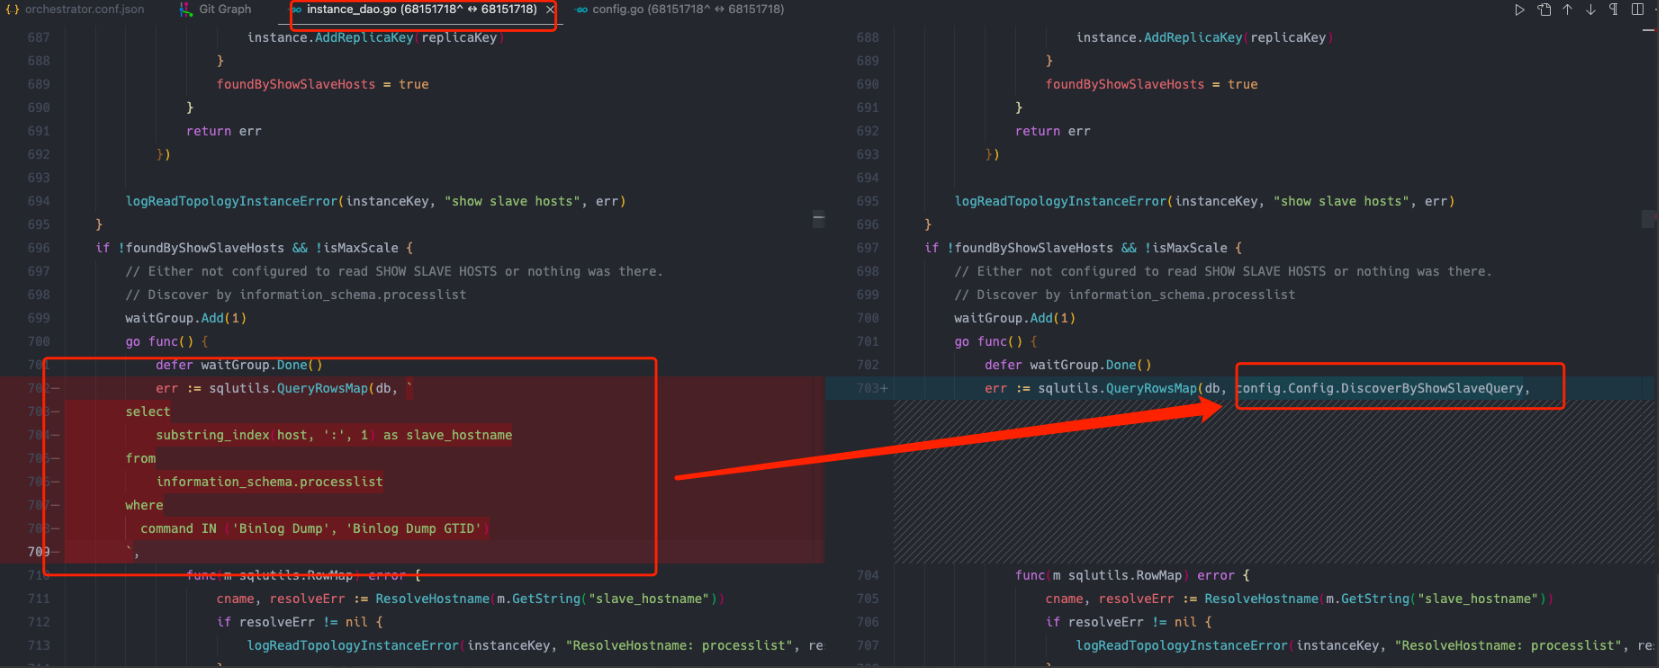 {} orchestrator.conf.json Git Graph instance_dao.go (68151718^ ↔ 68151718) × config.go (68151718^ ↔ 68151718)
687 instance.AddReplicaKey(replicaKey)
688 }
689 foundByShowSlaveHosts = true
690 }
691 return err
692 })
693
694 logReadTopologyInstanceError(instanceKey, "show slave hosts", err)
695 }
696 if !foundByShowSlaveHosts && !isMaxScale {
697 // Either not configured to read SHOW SLAVE HOSTS or nothing was there.
698 // Discover by information_schema.processlist
699 waitGroup.Add(1)
700 go func() {
701 defer waitGroup.Done()
702− err := sqlutils.QueryRowsMap(db, `
703− select
704− substring_index(host, ':', 1) as slave_hostname
705− from
706− information_schema.processlist
707− where
708− command IN ('Binlog Dump', 'Binlog Dump GTID')
709− `,
710 func(m sqlutils.RowMap) error {
711 cname, resolveErr := ResolveHostname(m.GetString("slave_hostname"))
712 if resolveErr != nil {
713 logReadTopologyInstanceError(instanceKey, "ResolveHostname: processlist", re
688 instance.AddReplicaKey(replicaKey)
689 }
690 foundByShowSlaveHosts = true
691 }
692 return err
693 })
694
695 logReadTopologyInstanceError(instanceKey, "show slave hosts", err)
696 }
697 if !foundByShowSlaveHosts && !isMaxScale {
698 // Either not configured to read SHOW SLAVE HOSTS or nothing was there.
699 // Discover by information_schema.processlist
700 waitGroup.Add(1)
701 go func() {
702 defer waitGroup.Done()
703+ err := sqlutils.QueryRowsMap(db, config.Config.DiscoverByShowSlaveQuery,
704 func(m sqlutils.RowMap) error {
705 cname, resolveErr := ResolveHostname(m.GetString("slave_hostname"))
706 if resolveErr != nil {
707 logReadTopologyInstanceError(instanceKey, "ResolveHostname: processlist", re